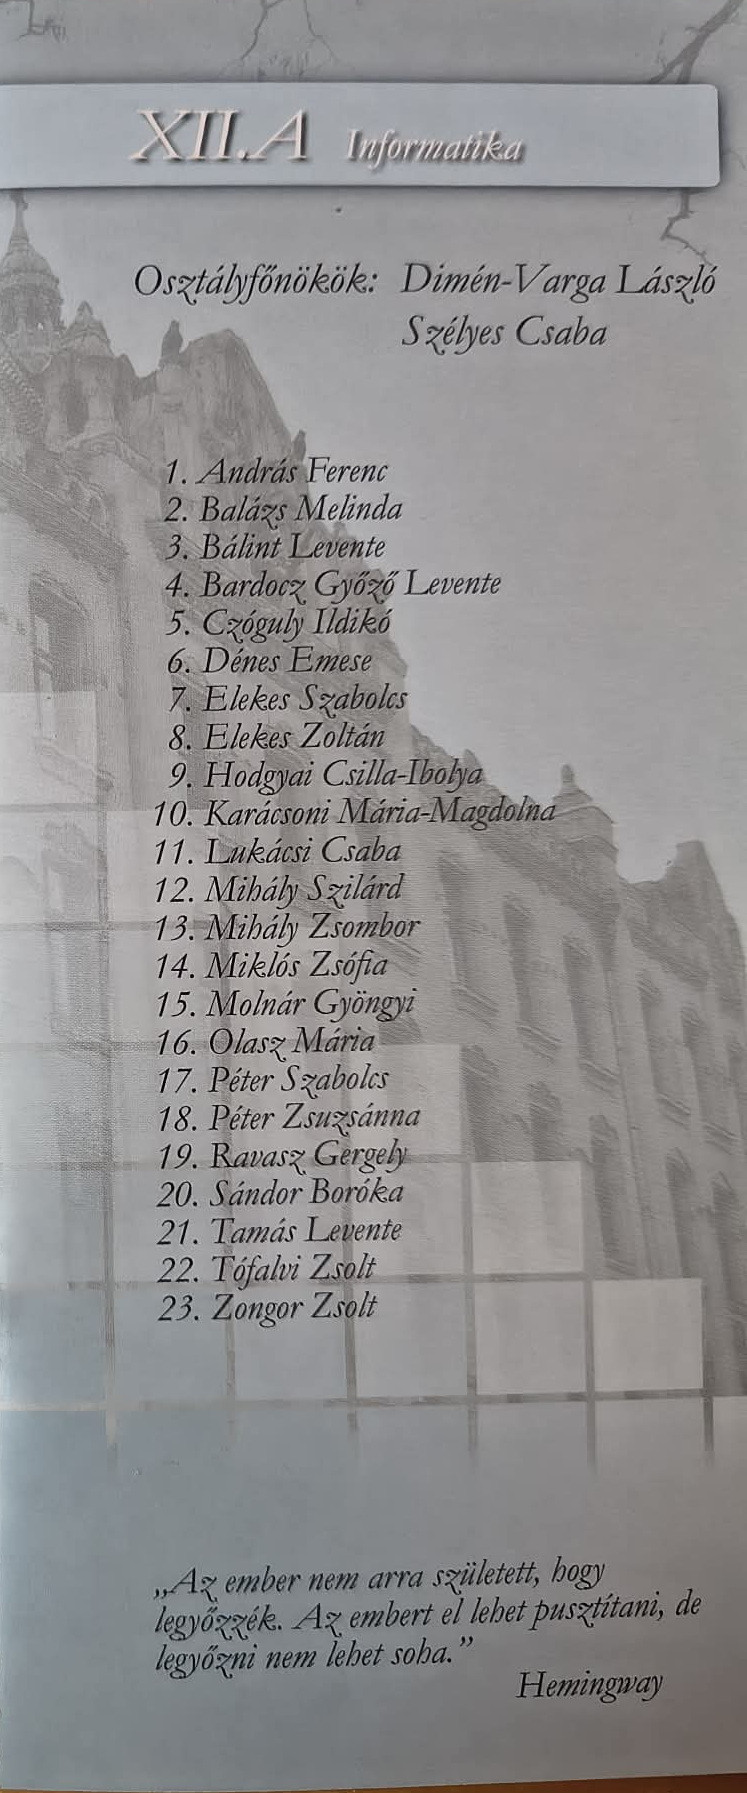 XII.A Informatika
Osztályfőnökök: Dimén-Varga László
Szélyes Csaba
1. András Ferenc
2. Balázs Melinda
3. Bálint Levente
4. Bardocz Győző Levente
5. Czóguly Ildikó
6. Dénes Emese
7. Elekes Szabolcs
8. Elekes Zoltán
9. Hodgyai Csilla-Ibolya
10. Karácsoni Mária-Magdolna
11. Lukácsi Csaba
12. Mihály Szilárd
13. Mihály Zsombor
14. Miklós Zsófia
15. Molnár Gyöngyi
16. Olasz Mária
17. Péter Szabolcs
18. Péter Zsuzsánna
19. Ravasz Gergely
20. Sándor Boróka
21. Tamás Levente
22. Tófalvi Zsolt
23. Zongor Zsolt
„Az ember nem arra született, hogy
legyőzzék. Az embert el lehet pusztítani, de
legyőzni nem lehet soha.”
Hemingway